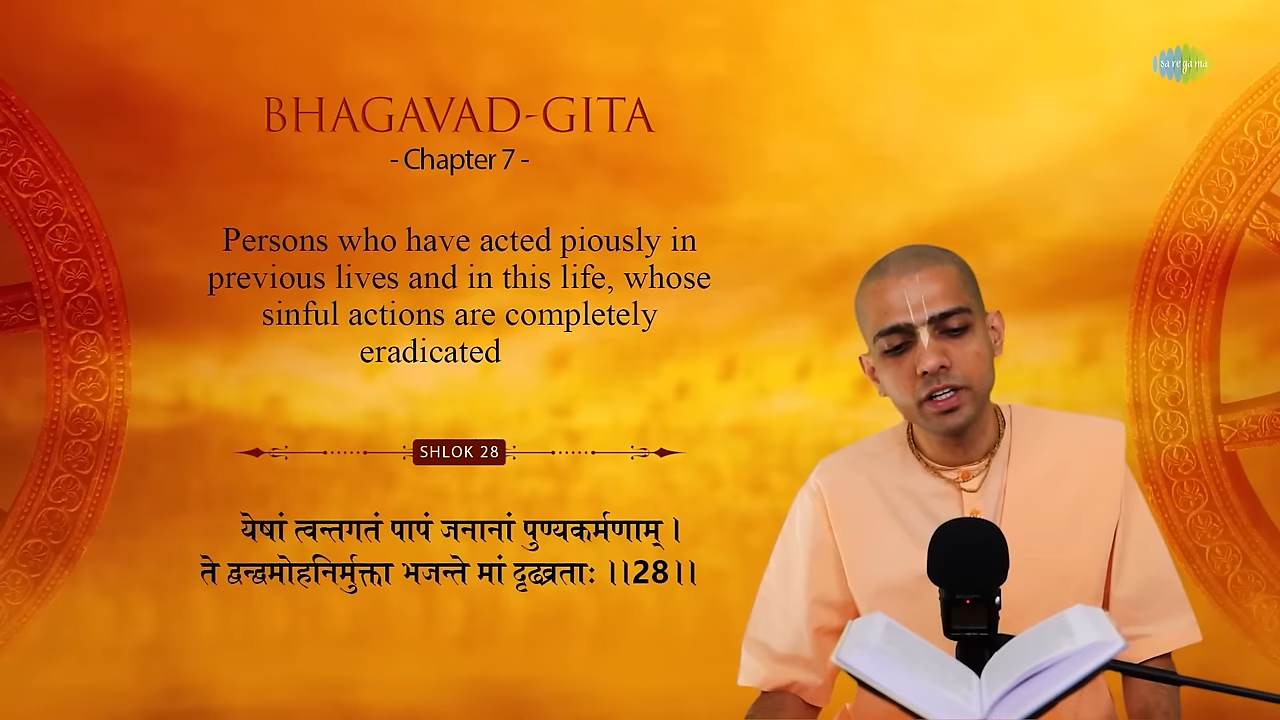 saregama
BHAGAVAD-GITA
- Chapter 7 -
Persons who have acted piously in
previous lives and in this life, whose
sinful actions are completely
eradicated
SHLOK 28
येषां त्वन्तगतं पापं जनानां पुण्यकर्मणाम् ।
ते द्वन्द्वमोहनिर्मुक्ता भजन्ते मां दृढव्रताः ।।28।।